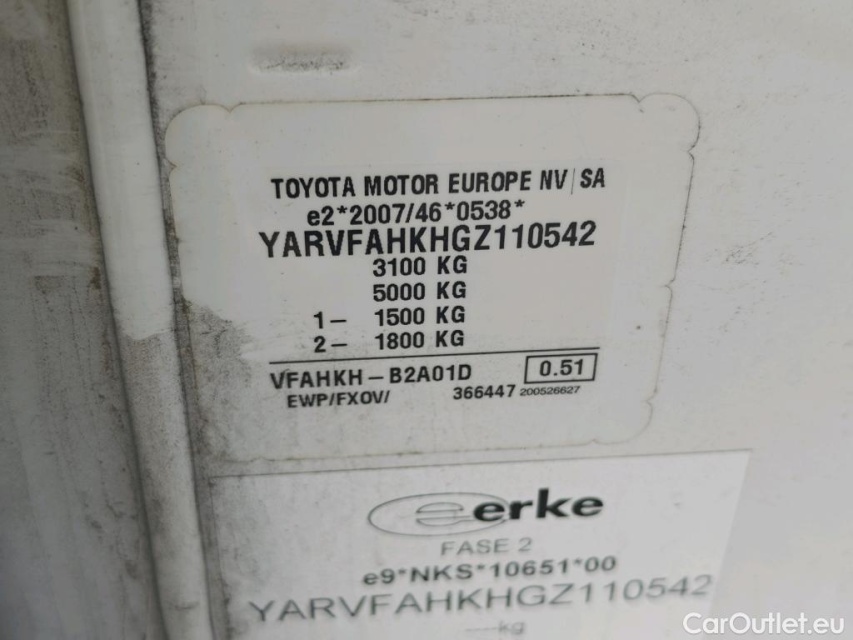 TOYOTA MOTOR EUROPE NV/SA
e2*2007/46*0538*
YARVFAHKHGZ110542
3100 KG
5000 KG
1– 1500 KG
2– 1800 KG
VFAHKH–B2A01D 0.51
EWP/FXOV/ 366447 200526627
erke
FASE 2
e9*NKS*10651*00
YARVFAHKHGZ110542
----kg
CarOutlet.eu